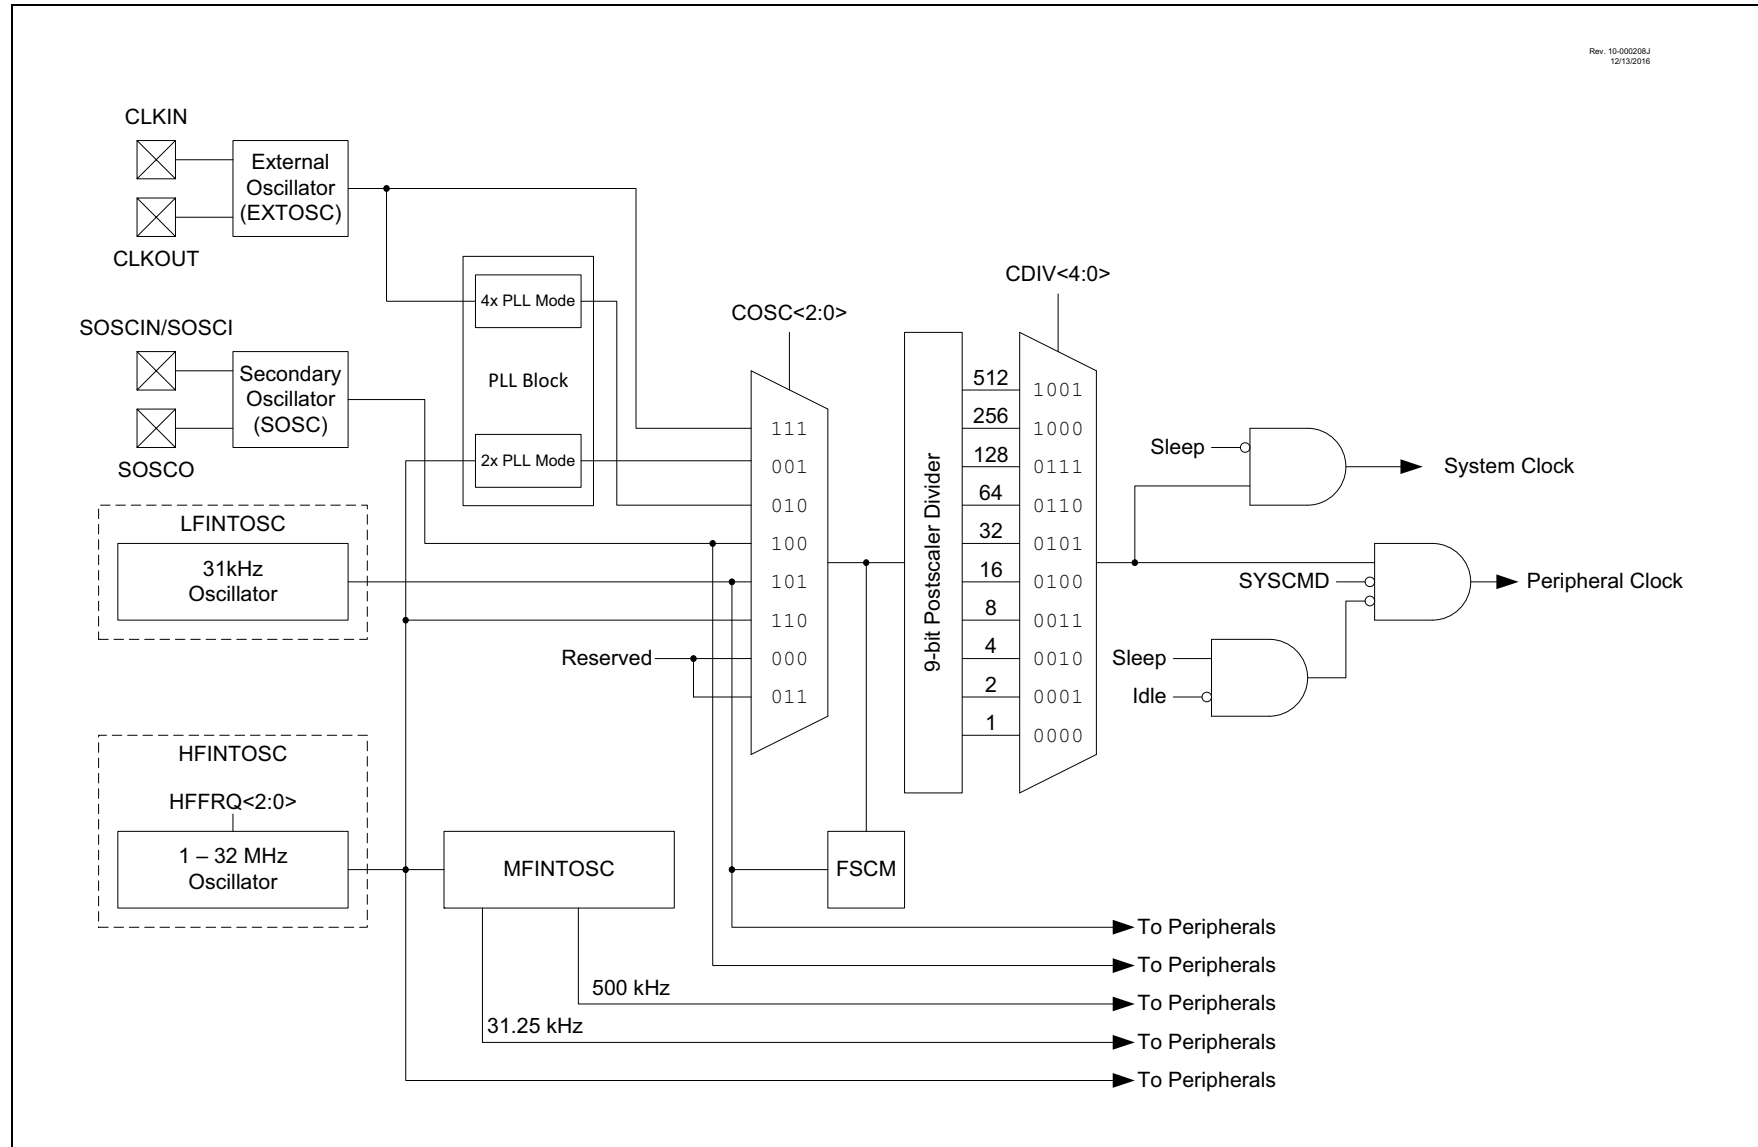 Rev. 10-000208J
12/13/2016
CLKIN
External
Oscillator
(EXTOSC)
CLKOUT
SOSCIN/SOSCI
Secondary
Oscillator
(SOSC)
SOSCO
LFINTOSC
31kHz
Oscillator
HFINTOSC
HFFRQ<2:0>
1 – 32 MHz
Oscillator
4x PLL Mode
PLL Block
2x PLL Mode
Reserved
MFINTOSC
500 kHz
31.25 kHz
COSC<2:0>
111
001
010
100
101
110
000
011
FSCM
9-bit Postscaler Divider
CDIV<4:0>
512
256
128
64
32
16
8
4
2
1
1001
1000
0111
0110
0101
0100
0011
0010
0001
0000
Sleep
System Clock
SYSCMD
Peripheral Clock
Sleep
Idle
To Peripherals
To Peripherals
To Peripherals
To Peripherals
To Peripherals